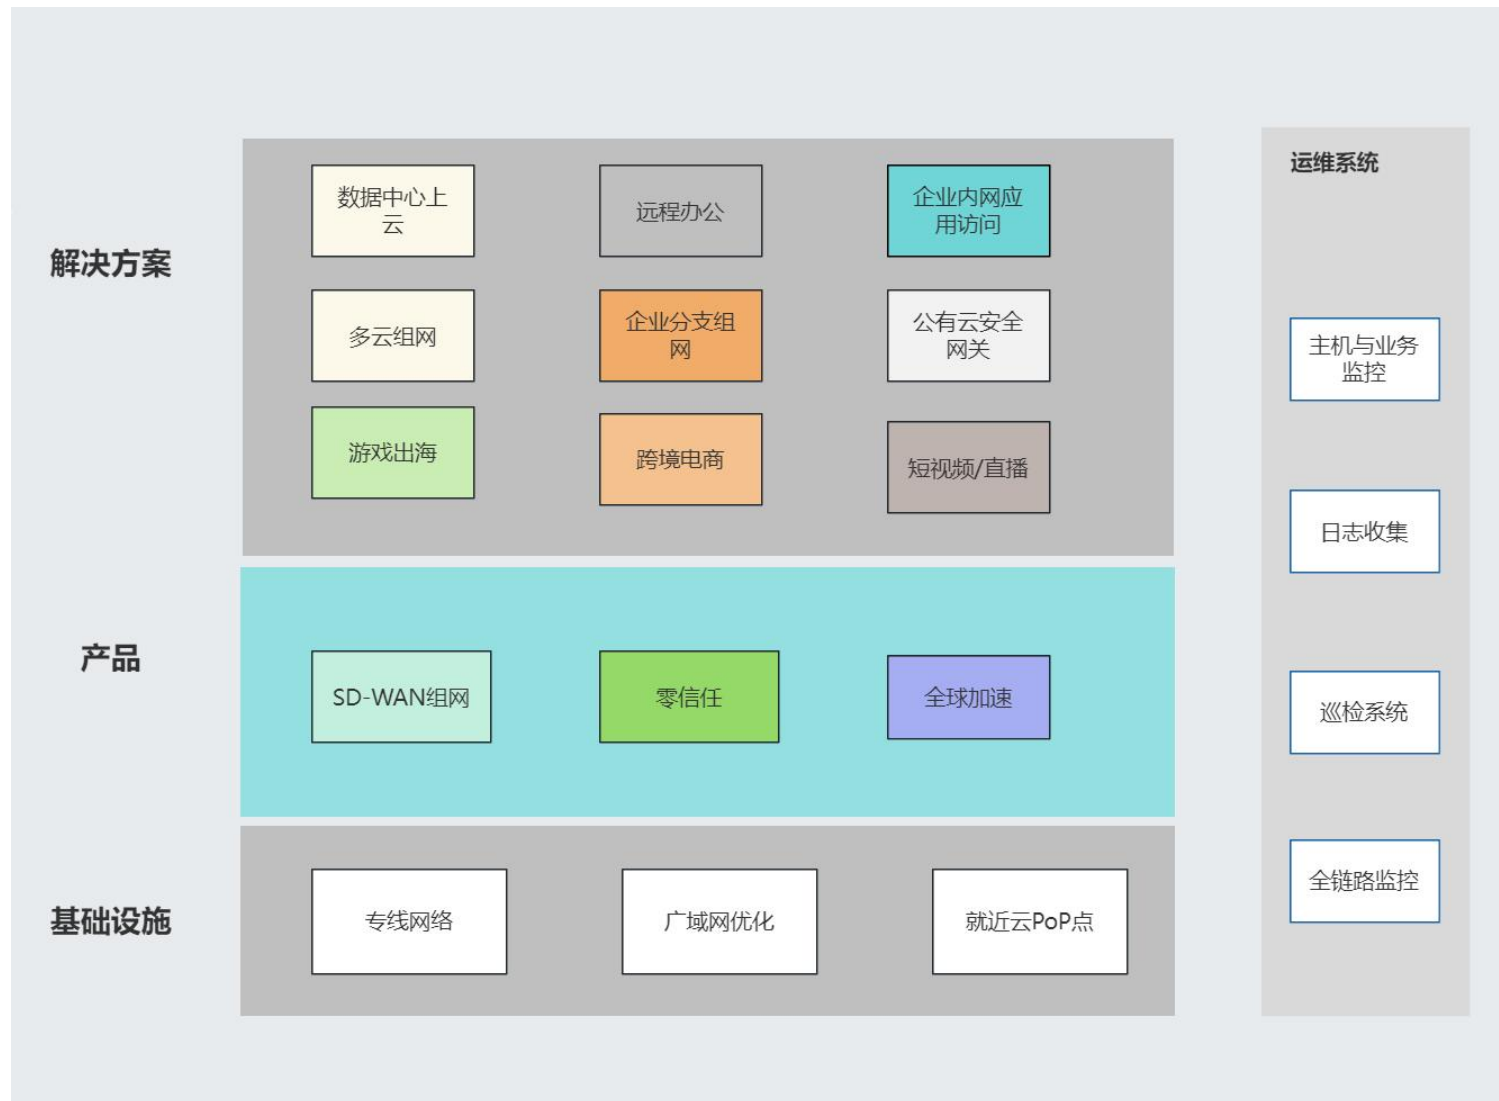 解决方案
数据中心上
云
远程办公
企业内网应
用访问
多云组网
企业分支组
网
公有云安全
网关
游戏出海
跨境电商
短视频/直播
产品
SD-WAN组网
零信任
全球加速
基础设施
专线网络
广域网优化
就近云PoP点
运维系统
主机与业务
监控
日志收集
巡检系统
全链路监控